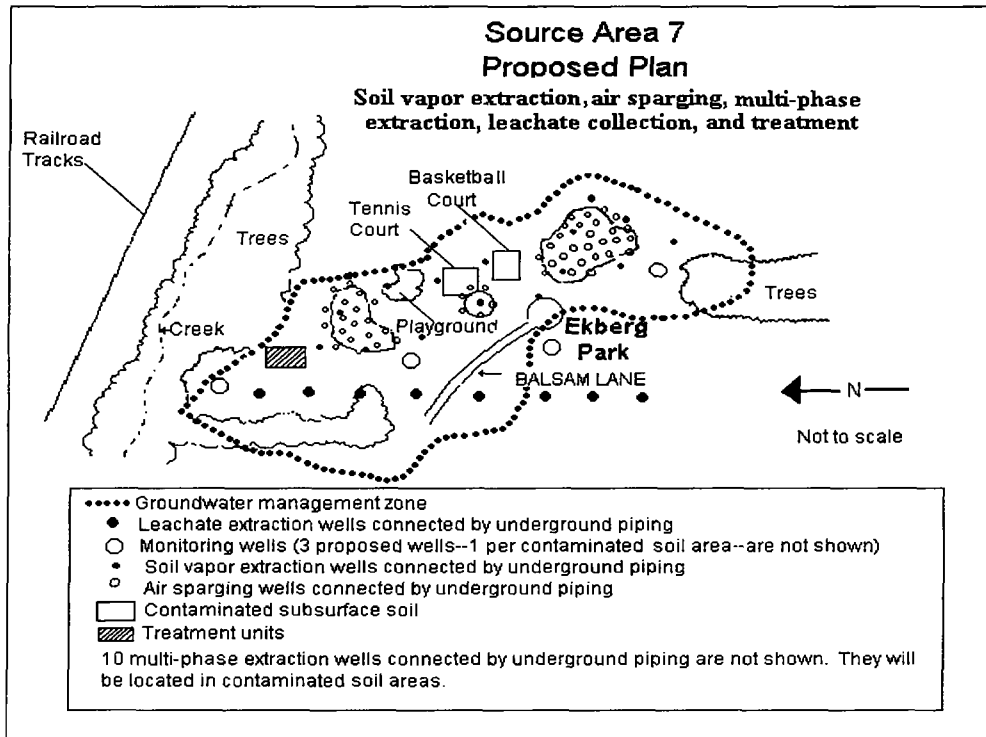 Source Area 7
Proposed Plan
Soil vapor extraction, air sparging, multi-phase
extraction, leachate collection, and treatment
Railroad
Tracks
Basketball
Court
Tennis
Court
Trees
Playground
Creek
Trees
Ekberg
Park
BALSAM LANE
N
Not to scale
Groundwater management zone
Leachate extraction wells connected by underground piping
Monitoring wells (3 proposed wells--1 per contaminated soil area--are not shown)
Soil vapor extraction wells connected by underground piping
Air sparging wells connected by underground piping
Contaminated subsurface soil
Treatment units
10 multi-phase extraction wells connected by underground piping are not shown. They will
be located in contaminated soil areas.